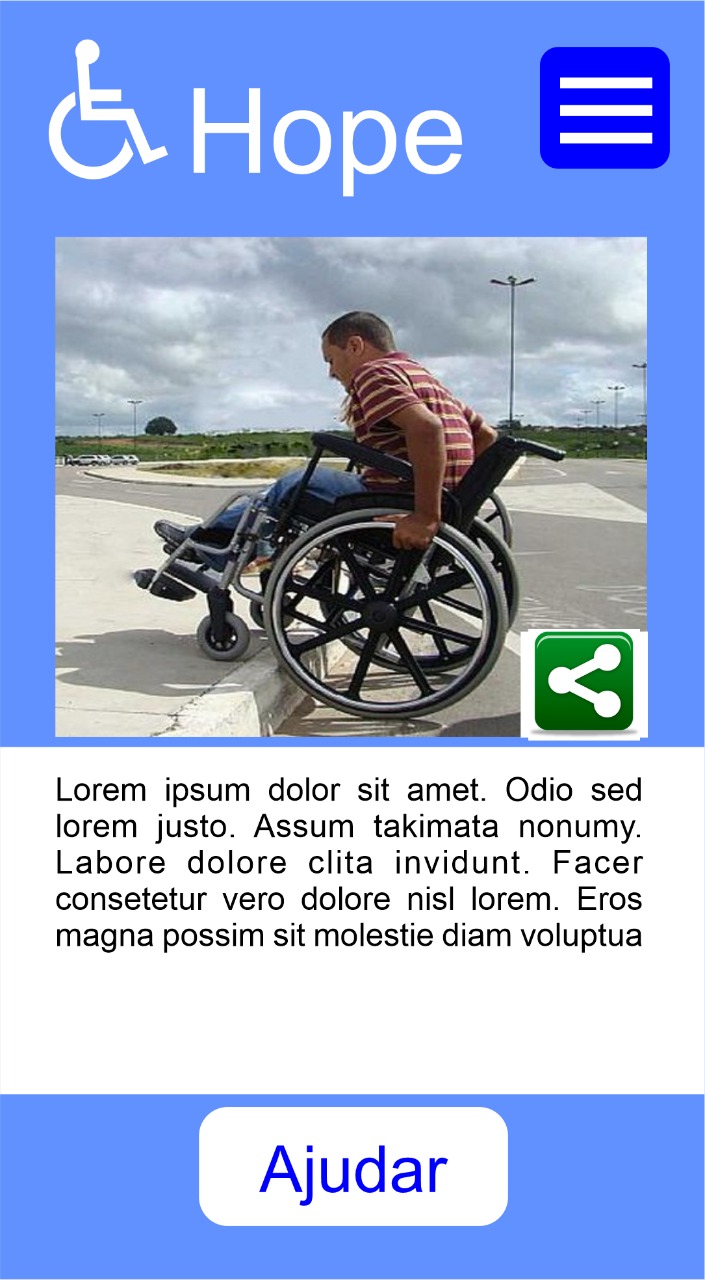 Hope
Lorem ipsum dolor sit amet. Odio sed
lorem justo. Assum takimata nonumy.
Labore dolore clita invidunt. Facer
consetetur vero dolore nisl lorem. Eros
magna possim sit molestie diam voluptua
Ajudar